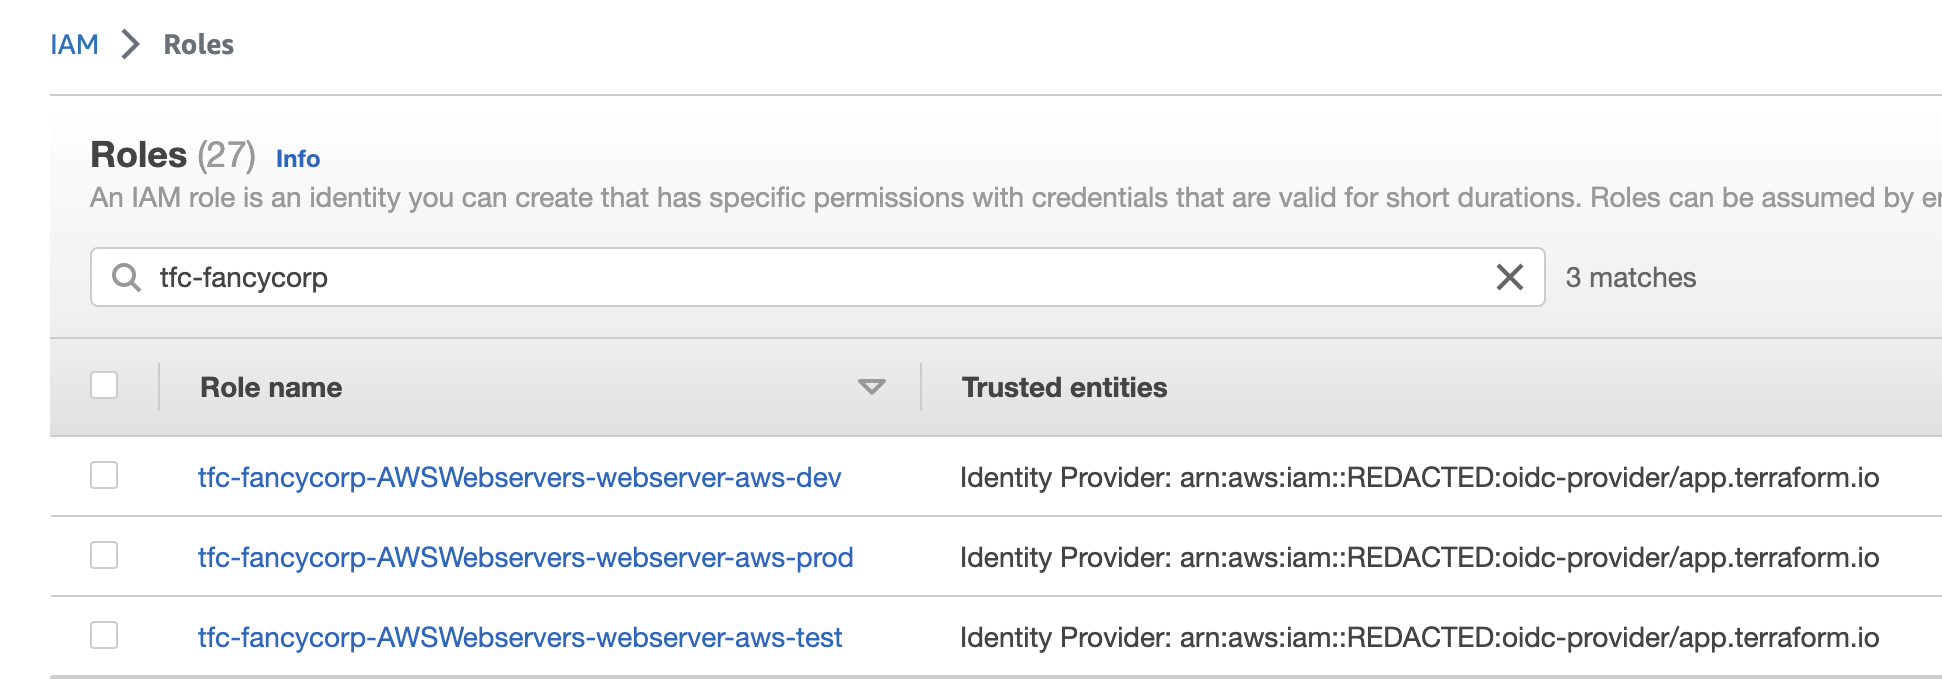 IAM > Roles
Roles (27) Info
An IAM role is an identity you can create that has specific permissions with credentials that are valid for short durations. Roles can be assumed by
tfc-fancycorp 3 matches
Role name Trusted entities
tfc-fancycorp-AWSWebservers-webserver-aws-dev Identity Provider: arn:aws:iam::REDACTED:oidc-provider/app.terraform.io
tfc-fancycorp-AWSWebservers-webserver-aws-prod Identity Provider: arn:aws:iam::REDACTED:oidc-provider/app.terraform.io
tfc-fancycorp-AWSWebservers-webserver-aws-test Identity Provider: arn:aws:iam::REDACTED:oidc-provider/app.terraform.io